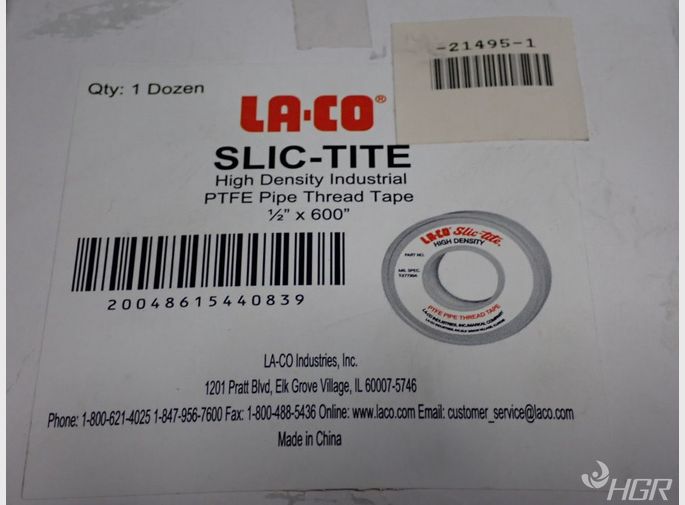 -21495-1
Qty: 1 Dozen
LA-CO®
SLIC-TITE
High Density Industrial
PTFE Pipe Thread Tape
½" x 600"
20048615440839
LA-CO Slic-tite.
HIGH DENSITY
PART NO.
MIL SPEC.
PTFE PIPE THREAD TAPE
LA-CO Industries, Inc.
1201 Pratt Blvd, Elk Grove Village, IL 60007-5746
Phone: 1-800-621-4025 1-847-956-7600 Fax: 1-800-488-5436 Online: www.laco.com Email: customer_service@laco.com
Made in China
HGR